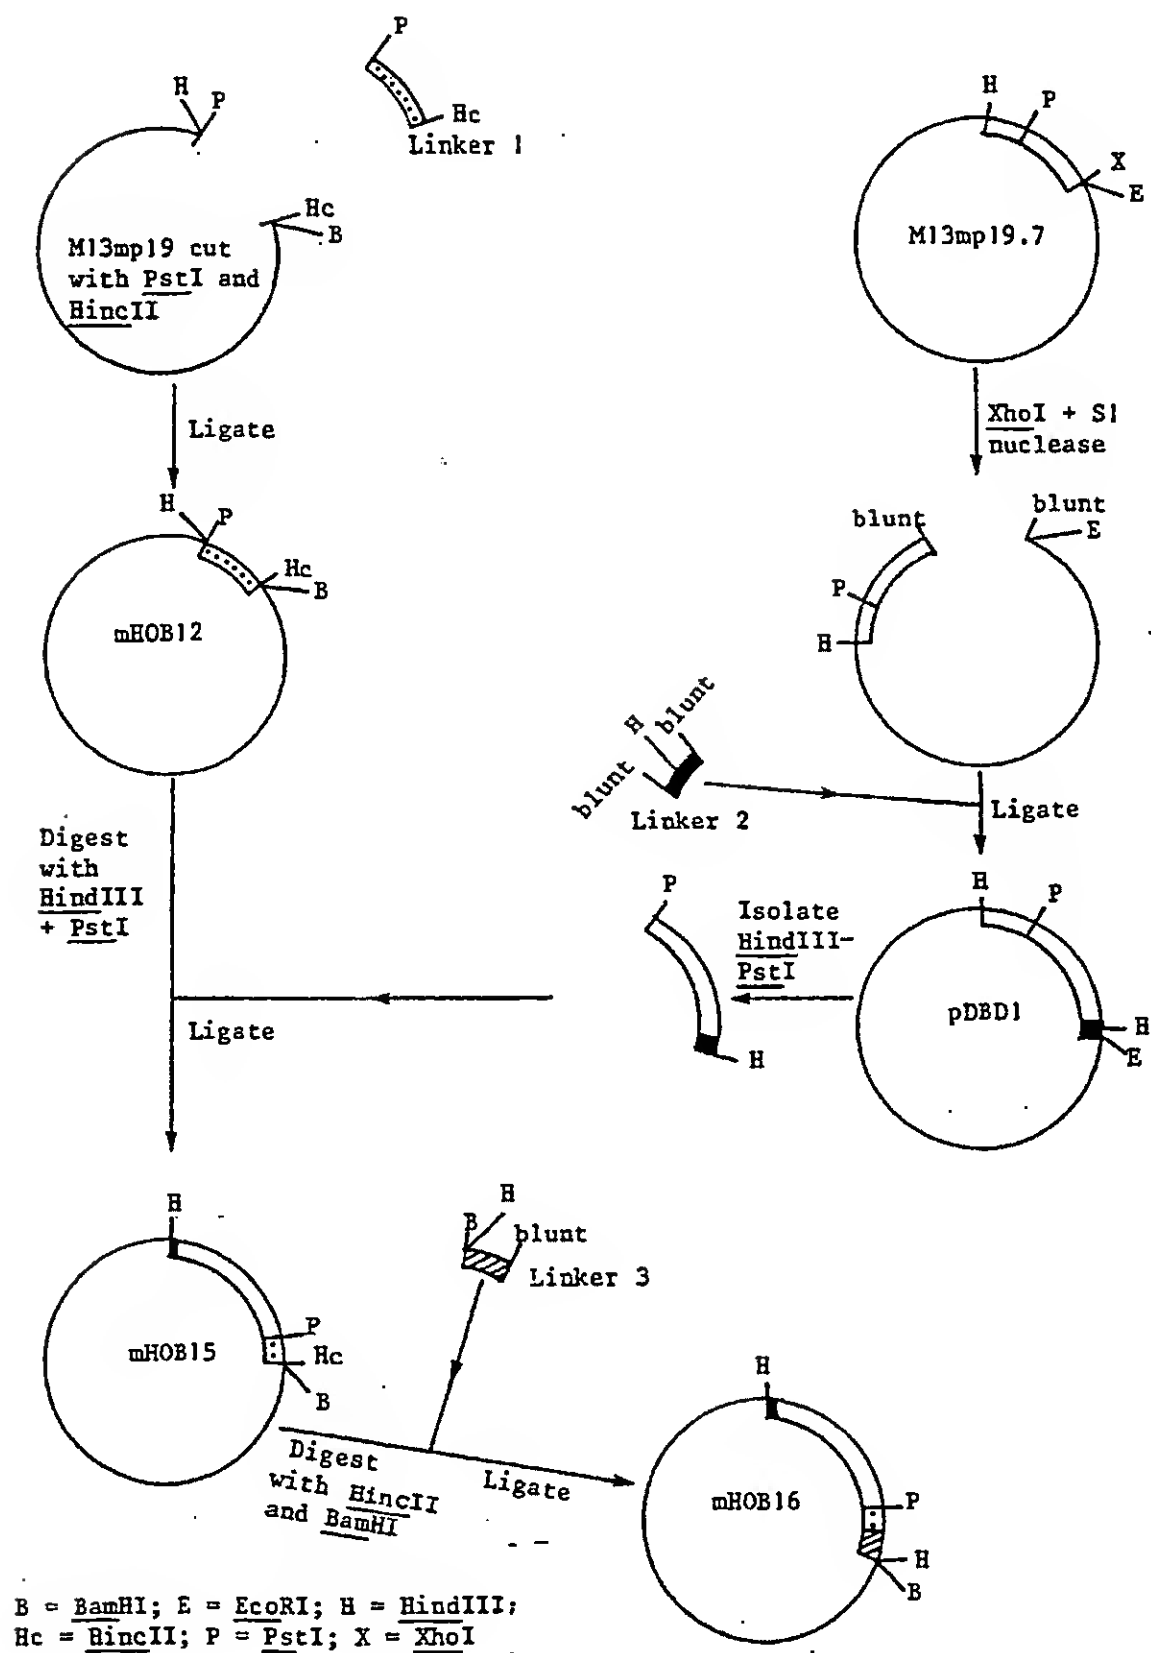 P
H
P
Hc
Linker 1
Hc
B
M13mp19 cut
with PstI and
HincII
H
P
X
E
M13mp19.7
Ligate
XhoI + S1
nuclease
H
P
Hc
B
mHOB12
blunt
blunt
E
P
H
H
blunt
blunt
Linker 2
Ligate
Digest
with
HindIII
+ PstI
P
Isolate
HindIII-
PstI
H
P
pDBD1
H
E
H
Ligate
H
P
Hc
B
mHOB15
H
B
blunt
Linker 3
Digest
with HincII
and BamHI
Ligate
H
mHOB16
P
H
B
B = BamHI; E = EcoRI; H = HindIII;
Hc = HincII; P = PstI; X = XhoI